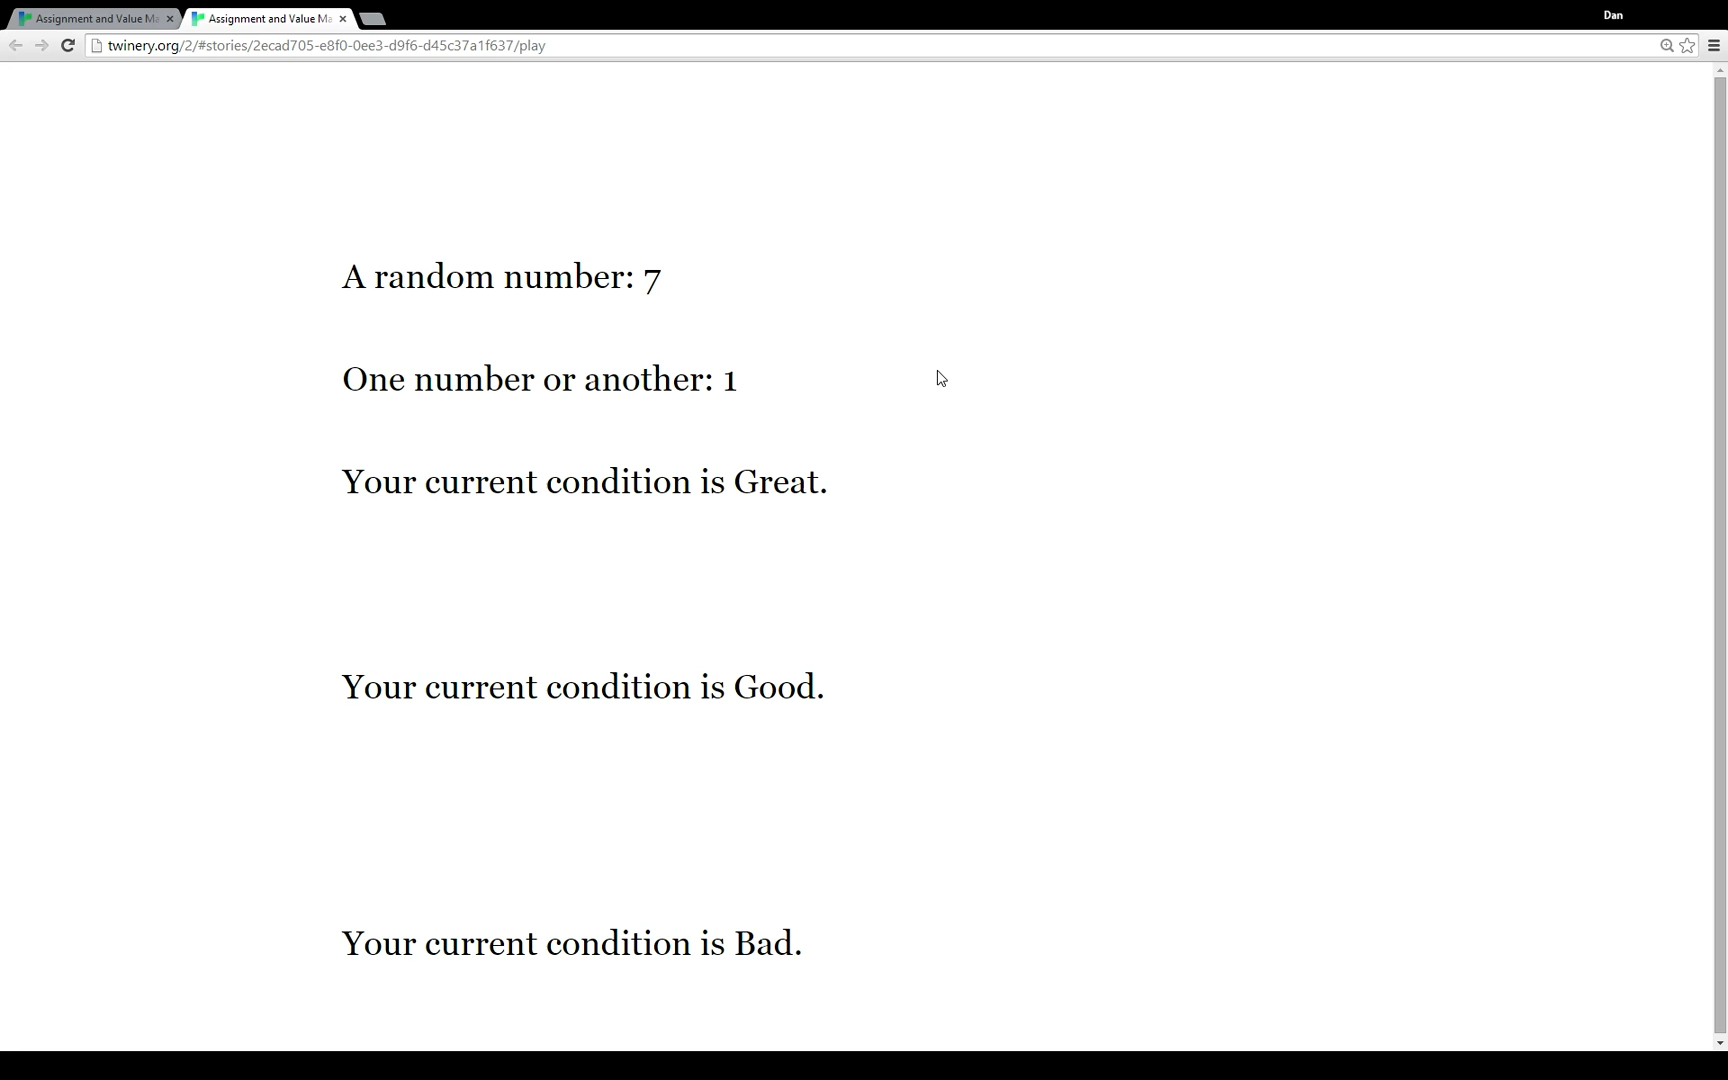 Assignment and Value Ma
Assignment and Value Ma
Dan
twinery.org/2/#stories/2ecad705-e8f0-0ee3-d9f6-d45c37a1f637/play
A random number: 7
One number or another: 1
Your current condition is Great.
Your current condition is Good.
Your current condition is Bad.